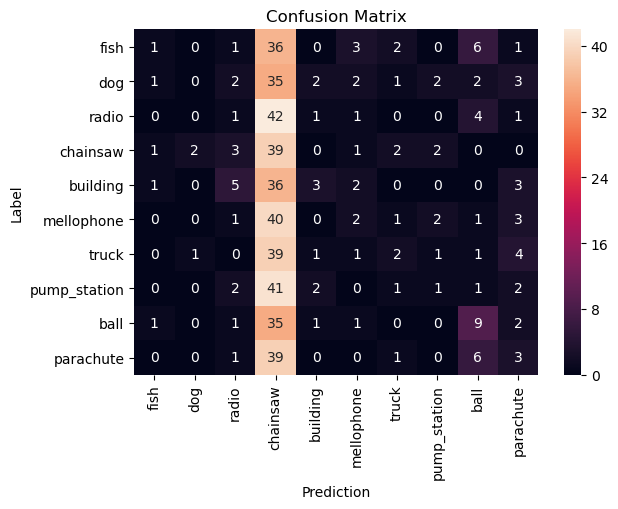 Confusion Matrix
fish 1 0 1 36 0 3 2 0 6 1
dog 1 0 2 35 2 2 1 2 2 3
radio 0 0 1 42 1 1 0 0 4 1
chainsaw 1 2 3 39 0 1 2 2 0 0
building 1 0 5 36 3 2 0 0 0 3
mellophone 0 0 1 40 0 2 1 2 1 3
truck 0 1 0 39 1 1 2 1 1 4
pump_station 0 0 2 41 2 0 1 1 1 2
ball 1 0 1 35 1 1 0 0 9 2
parachute 0 0 1 39 0 0 1 0 6 3
fish dog radio chainsaw building mellophone truck pump_station ball parachute
Prediction
Label
40
32
24
16
8
0